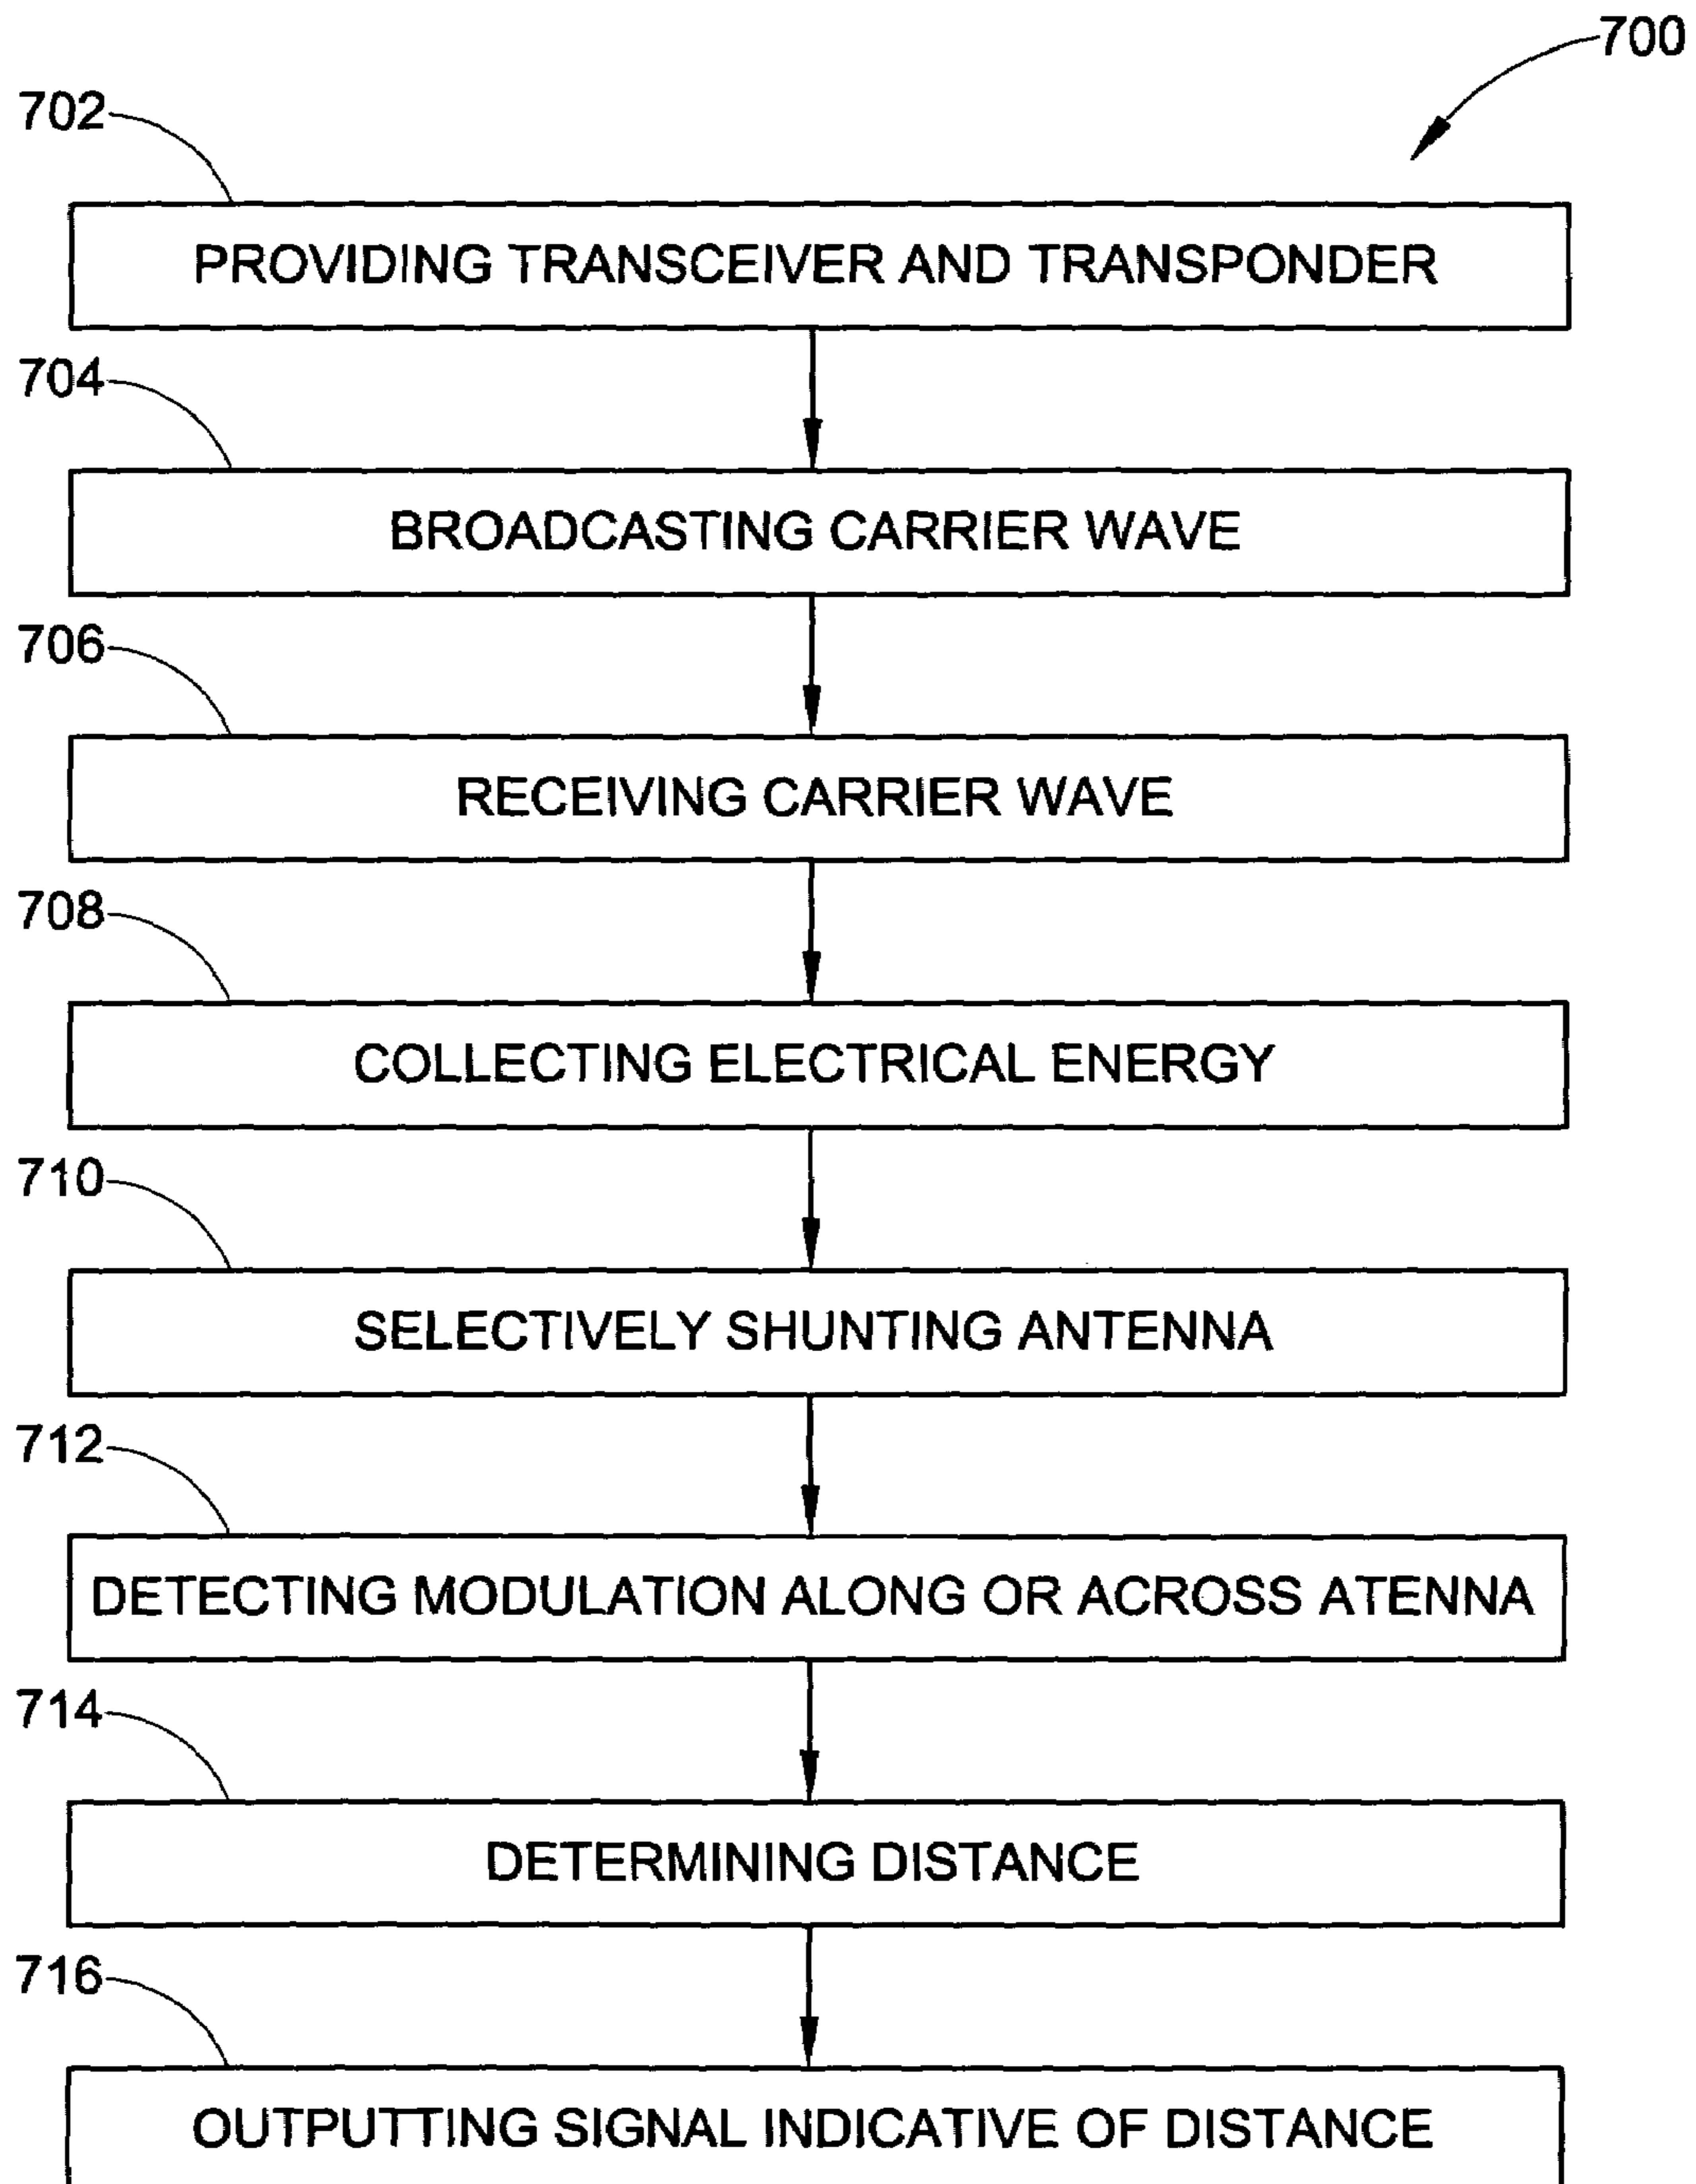 700
702
PROVIDING TRANSCEIVER AND TRANSPONDER
704
BROADCASTING CARRIER WAVE
706
RECEIVING CARRIER WAVE
708
COLLECTING ELECTRICAL ENERGY
710
SELECTIVELY SHUNTING ANTENNA
712
DETECTING MODULATION ALONG OR ACROSS ATENNA
714
DETERMINING DISTANCE
716
OUTPUTTING SIGNAL INDICATIVE OF DISTANCE